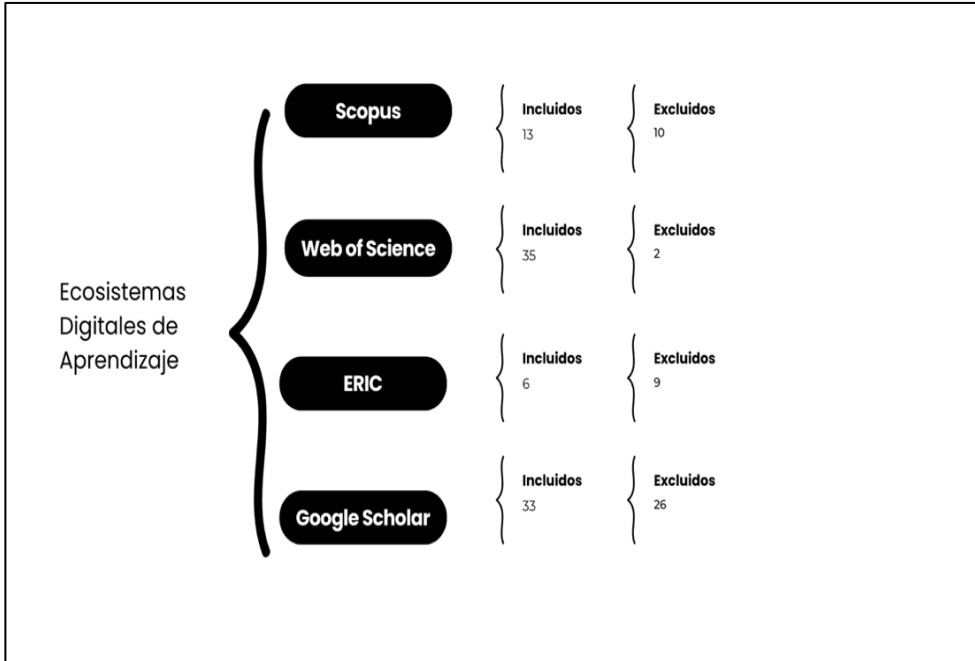 Ecosistemas
Digitales de
Aprendizaje
Scopus
Incluidos
13
Excluidos
10
Web of Science
Incluidos
35
Excluidos
2
ERIC
Incluidos
6
Excluidos
9
Google Scholar
Incluidos
33
Excluidos
26